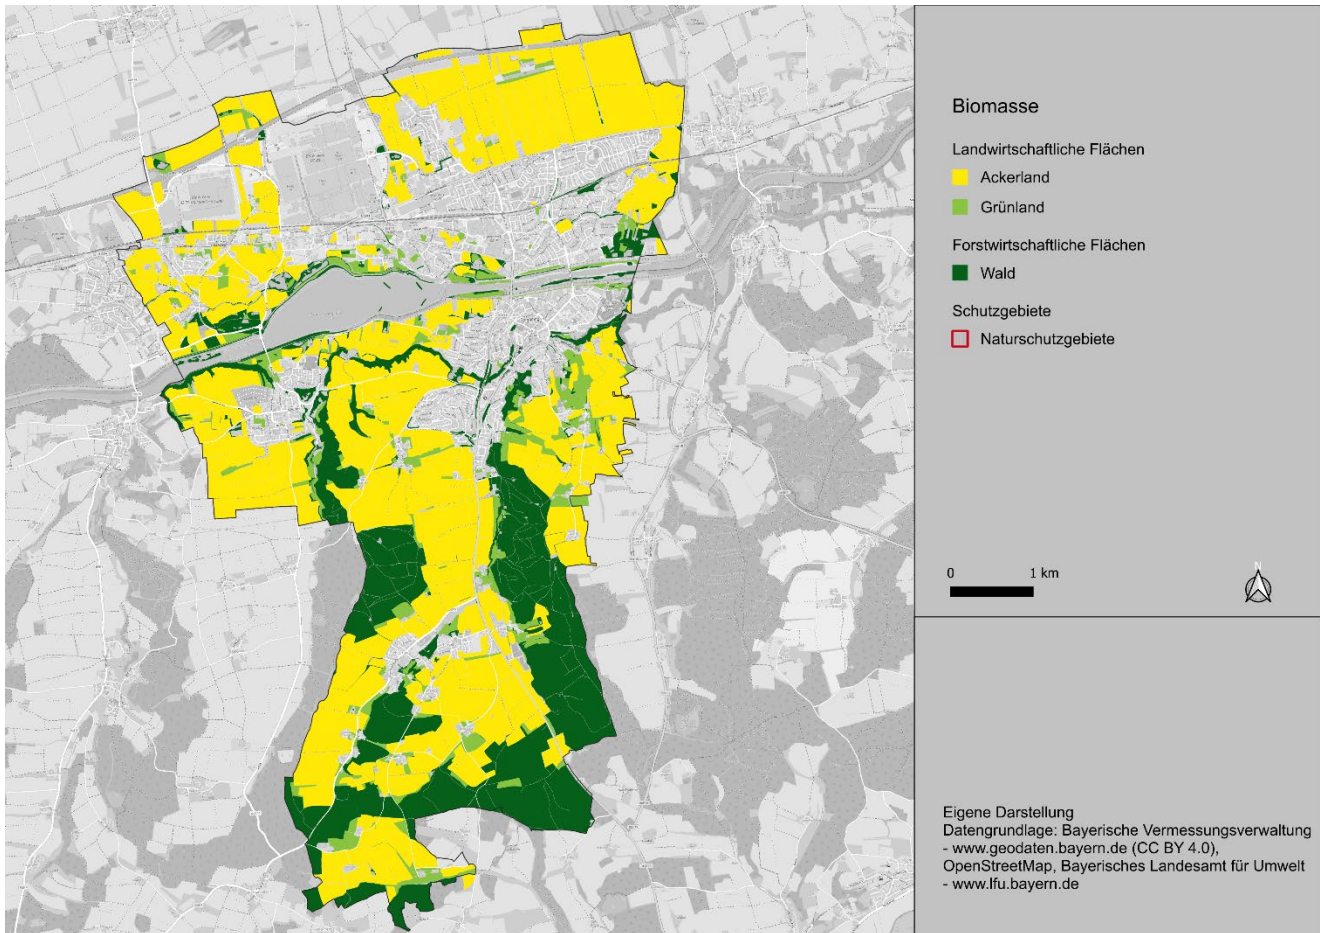 Biomasse
Landwirtschaftliche Flächen
Ackerland
Grünland
Forstwirtschaftliche Flächen
Wald
Schutzgebiete
Naturschutzgebiete
0 1 km
N
Eigene Darstellung
Datengrundlage: Bayerische Vermessungsverwaltung
- www.geodaten.bayern.de (CC BY 4.0),
OpenStreetMap, Bayerisches Landesamt für Umwelt
- www.lfu.bayern.de